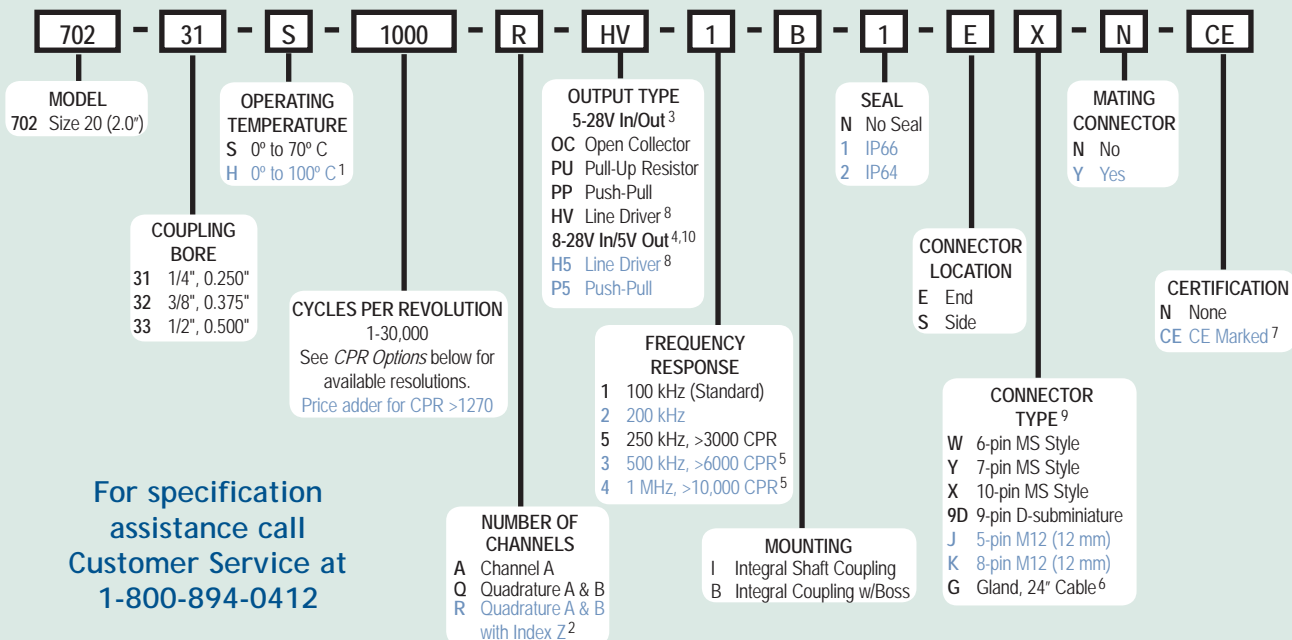 702 - 31 - S - 1000 - R - HV - 1 - B - 1 - E X - N - CE
MODEL
702 Size 20 (2.0")
COUPLING
BORE
31 1/4", 0.250"
32 3/8", 0.375"
33 1/2", 0.500"
OPERATING
TEMPERATURE
S 0º to 70º C
H 0º to 100º C 1
CYCLES PER REVOLUTION
1-30,000
See CPR Options below for
available resolutions.
Price adder for CPR >1270
NUMBER OF
CHANNELS
A Channel A
Q Quadrature A & B
R Quadrature A & B
with Index Z 2
OUTPUT TYPE
5-28V In/Out 3
OC Open Collector
PU Pull-Up Resistor
PP Push-Pull
HV Line Driver 8
8-28V In/5V Out 4,10
H5 Line Driver 8
P5 Push-Pull
FREQUENCY
RESPONSE
1 100 kHz (Standard)
2 200 kHz
5 250 kHz, >3000 CPR
3 500 kHz, >6000 CPR 5
4 1 MHz, >10,000 CPR 5
MOUNTING
I Integral Shaft Coupling
B Integral Coupling w/Boss
SEAL
N No Seal
1 IP66
2 IP64
CONNECTOR
LOCATION
E End
S Side
CONNECTOR
TYPE 9
W 6-pin MS Style
Y 7-pin MS Style
X 10-pin MS Style
9D 9-pin D-subminiature
J 5-pin M12 (12 mm)
K 8-pin M12 (12 mm)
G Gland, 24" Cable 6
MATING
CONNECTOR
N No
Y Yes
CERTIFICATION
N None
CE CE Marked 7
For specification
assistance call
Customer Service at
1-800-894-0412